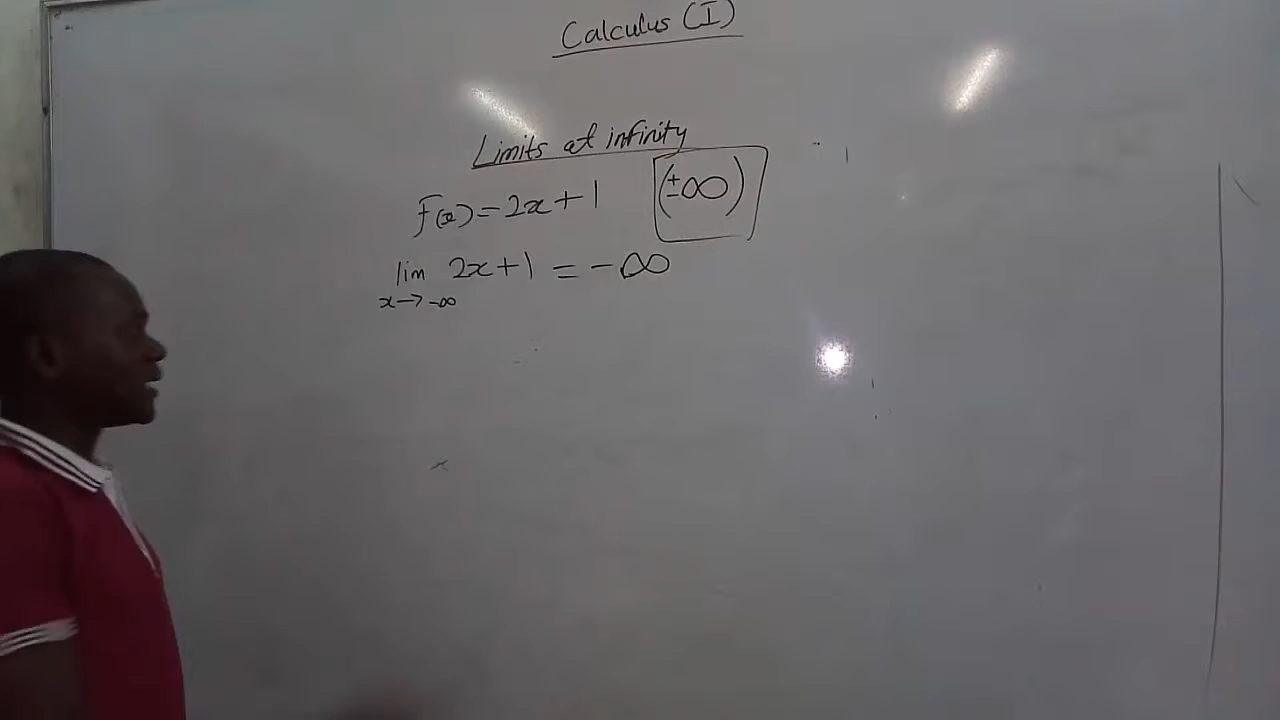 Calculus (I)
Limits at infinity
f(x) = 2x + 1 (±∞)
lim 2x + 1 = -∞
x → -∞